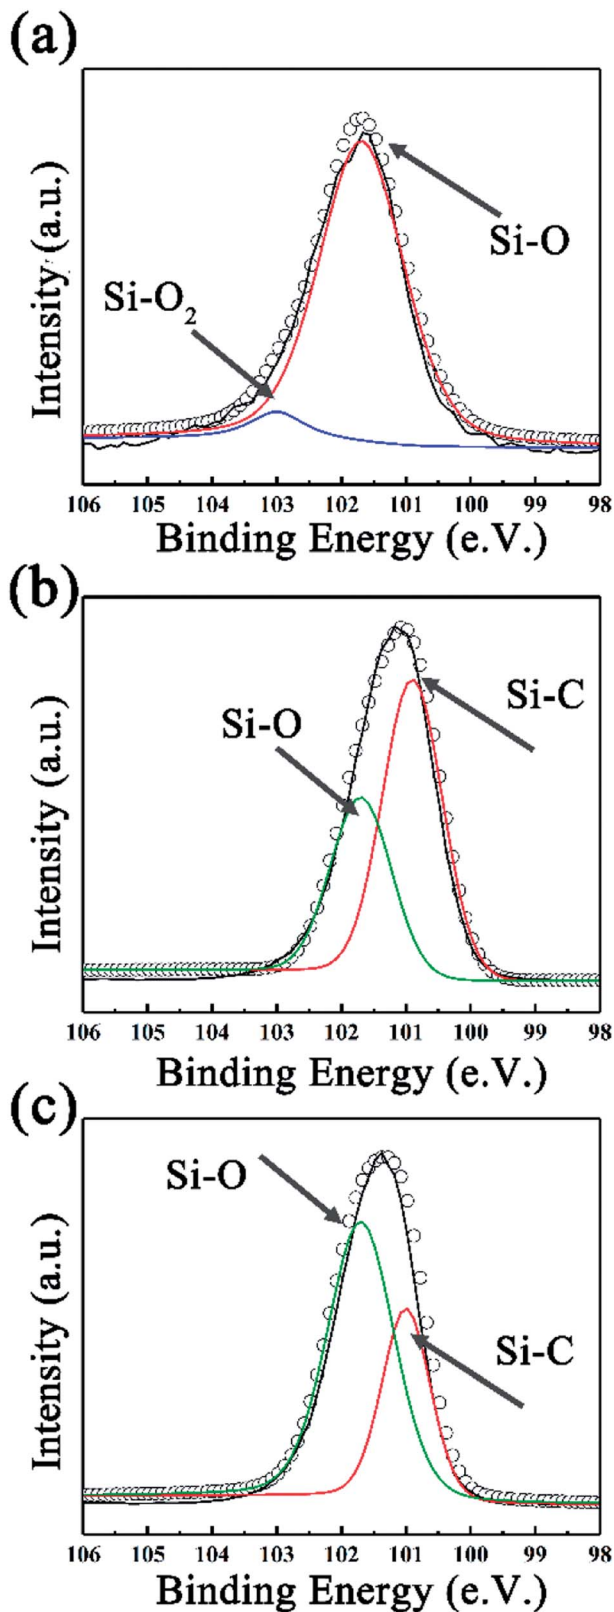 (a)
Intensity (a.u.)
Si-O
Si-O₂
106 105 104 103 102 101 100 99 98
Binding Energy (e.V.)
(b)
Intensity (a.u.)
Si-C
Si-O
106 105 104 103 102 101 100 99 98
Binding Energy (e.V.)
(c)
Intensity (a.u.)
Si-O
Si-C
106 105 104 103 102 101 100 99 98
Binding Energy (e.V.)